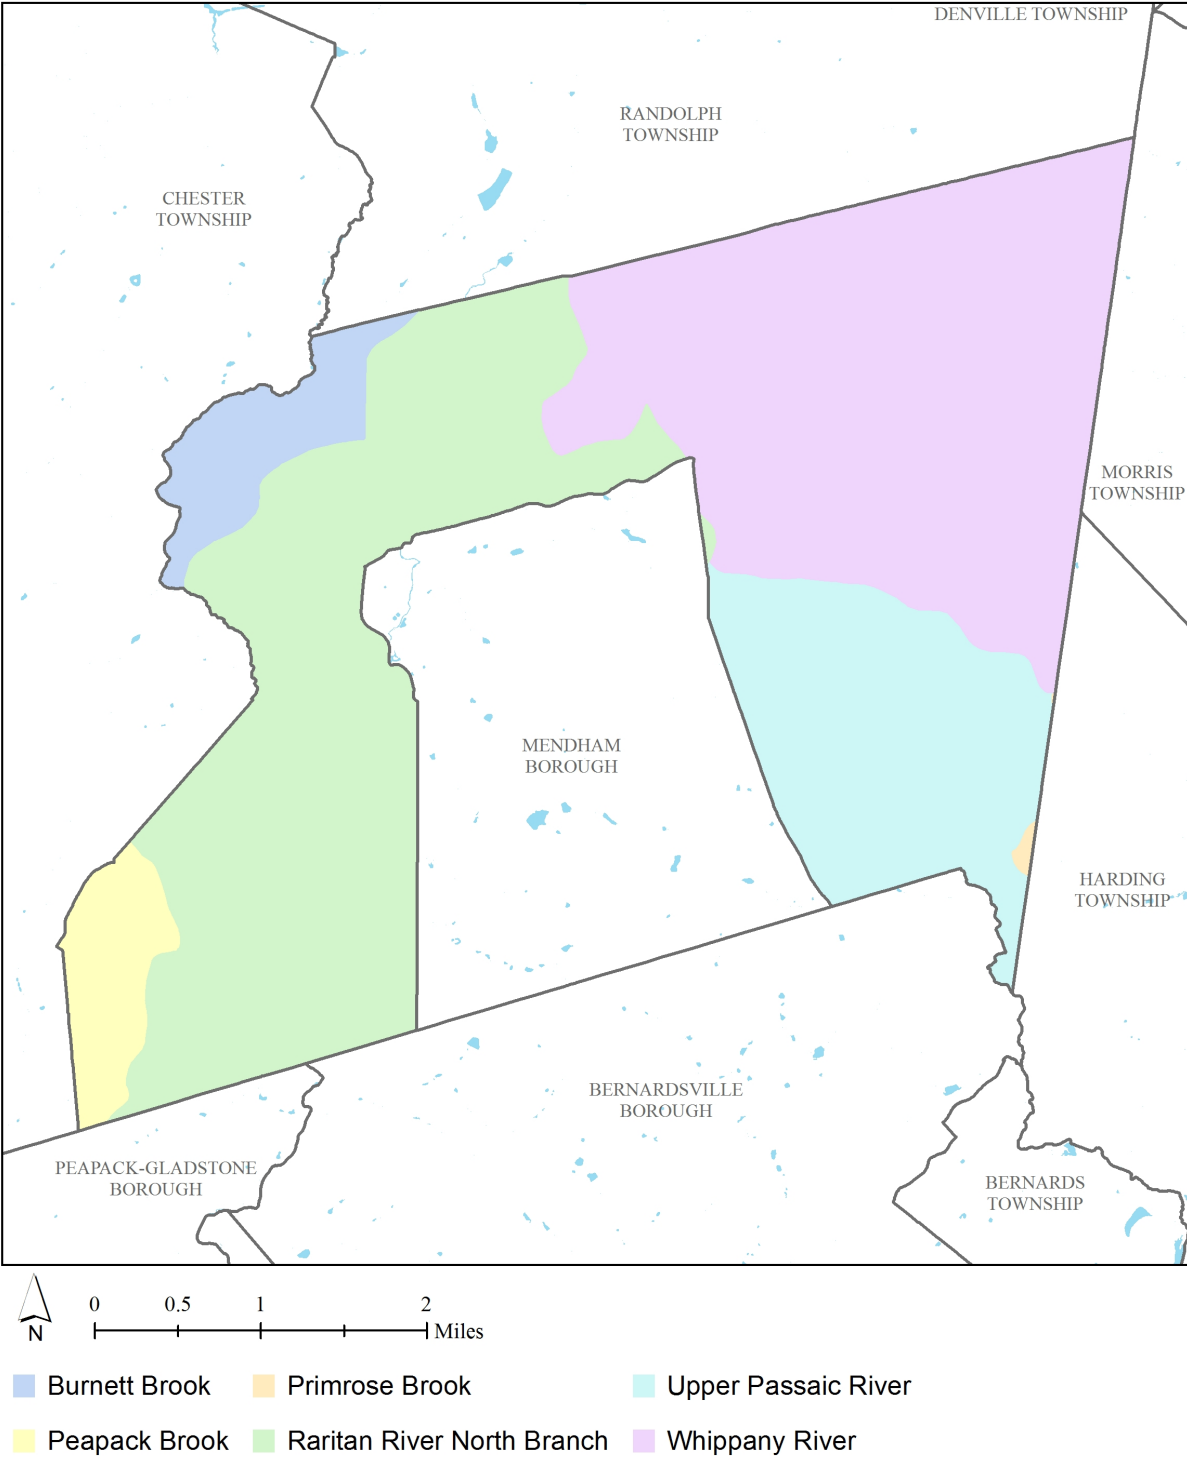 DENVILLE TOWNSHIP
RANDOLPH
TOWNSHIP
CHESTER
TOWNSHIP
MORRIS
TOWNSHIP
MENDHAM
BOROUGH
HARDING
TOWNSHIP
BERNARDSVILLE
BOROUGH
PEAPACK-GLADSTONE
BOROUGH
BERNARDS
TOWNSHIP
N
0 0.5 1 2
Miles
Burnett Brook Primrose Brook Upper Passaic River
Peapack Brook Raritan River North Branch Whippany River